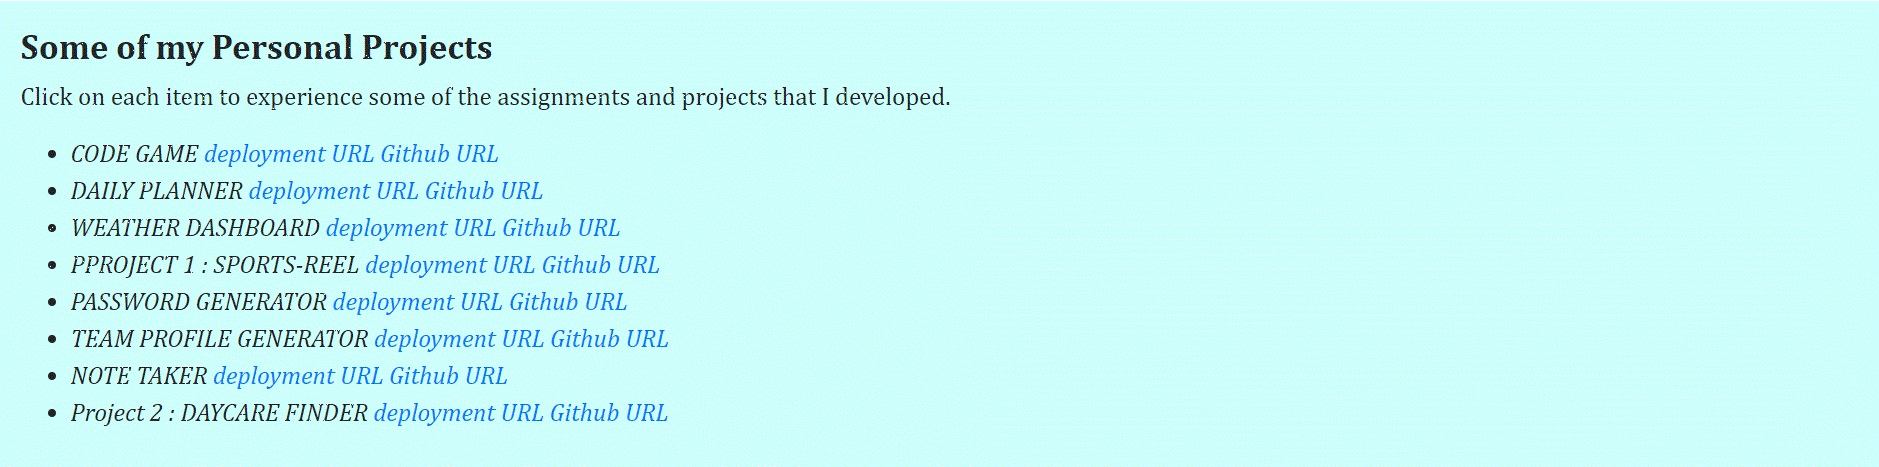 Some of my Personal Projects
Click on each item to experience some of the assignments and projects that I developed.
• CODE GAME deployment URL Github URL
• DAILY PLANNER deployment URL Github URL
• WEATHER DASHBOARD deployment URL Github URL
• PPROJECT 1 : SPORTS-REEL deployment URL Github URL
• PASSWORD GENERATOR deployment URL Github URL
• TEAM PROFILE GENERATOR deployment URL Github URL
• NOTE TAKER deployment URL Github URL
• Project 2 : DAYCARE FINDER deployment URL Github URL